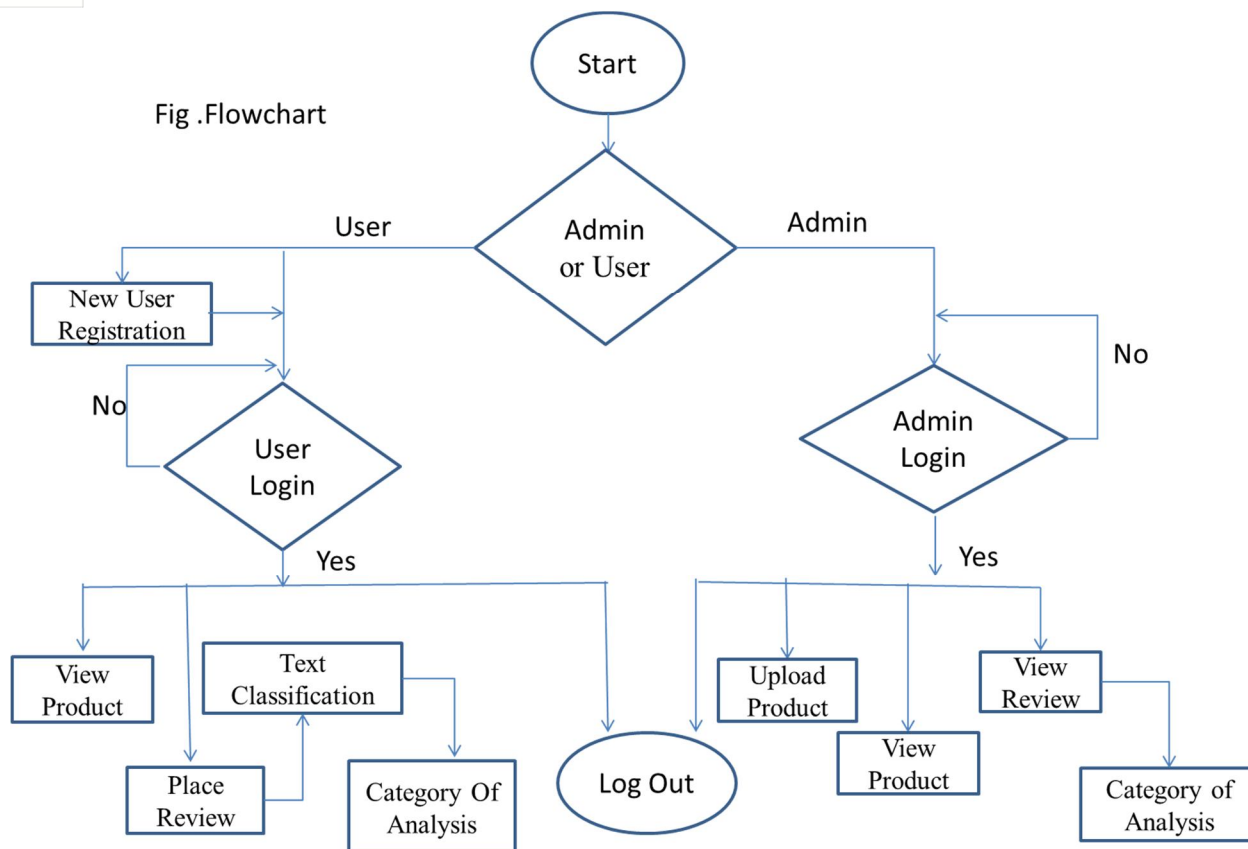 Start
Fig .Flowchart
User
Admin
Admin
or User
New User
Registration
No
No
User
Login
Admin
Login
Yes
Yes
View
Product
Text
Classification
Upload
Product
View
Review
Place
Review
Category Of
Analysis
Log Out
View
Product
Category of
Analysis